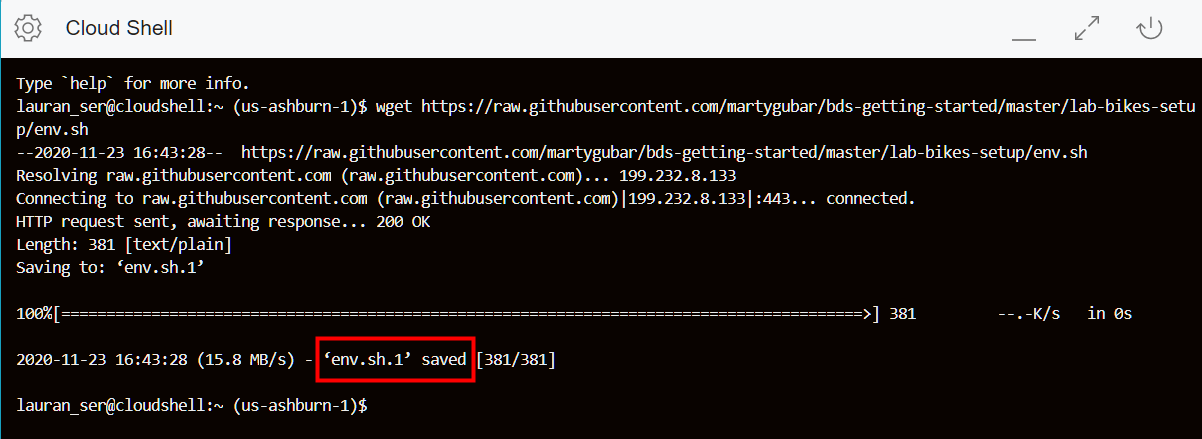 Cloud Shell
Type `help` for more info.
lauran_ser@cloudshell:~ (us-ashburn-1)$ wget https://raw.githubusercontent.com/martygubar/bds-getting-started/master/lab-bikes-setu
p/env.sh
--2020-11-23 16:43:28--  https://raw.githubusercontent.com/martygubar/bds-getting-started/master/lab-bikes-setup/env.sh
Resolving raw.githubusercontent.com (raw.githubusercontent.com)... 199.232.8.133
Connecting to raw.githubusercontent.com (raw.githubusercontent.com)|199.232.8.133|:443... connected.
HTTP request sent, awaiting response... 200 OK
Length: 381 [text/plain]
Saving to: ‘env.sh.1’
100%[=========================================================================================>] 381         --.-K/s   in 0s
2020-11-23 16:43:28 (15.8 MB/s) - ‘env.sh.1’ saved [381/381]
lauran_ser@cloudshell:~ (us-ashburn-1)$